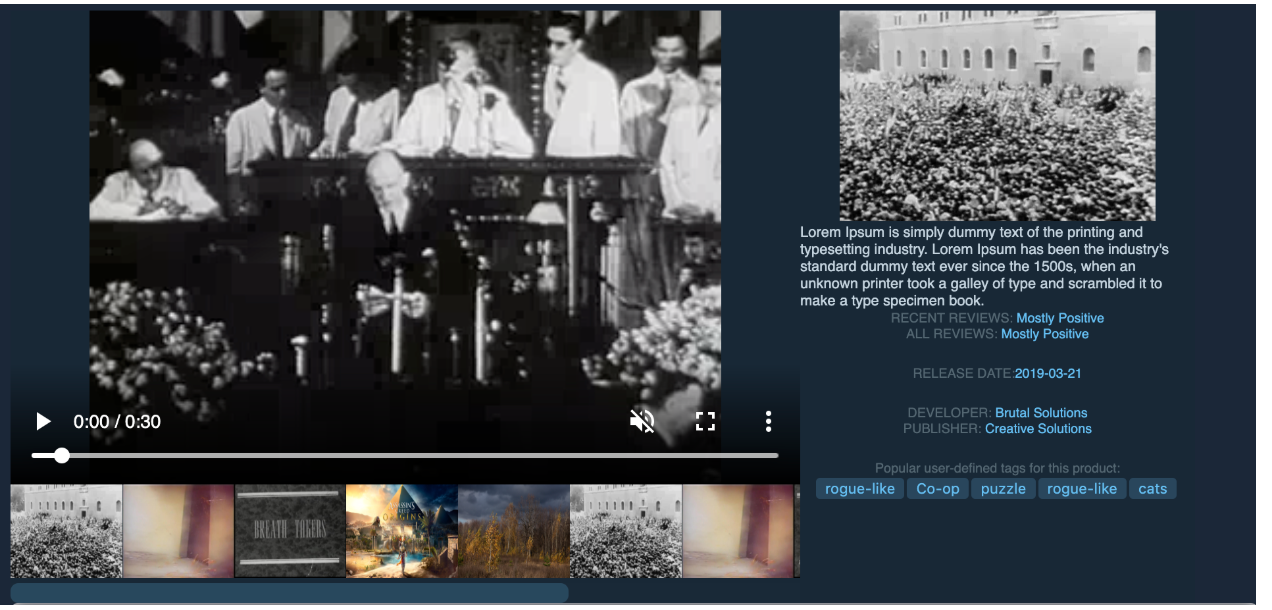 Lorem Ipsum is simply dummy text of the printing and
typesetting industry. Lorem Ipsum has been the industry's
standard dummy text ever since the 1500s, when an
unknown printer took a galley of type and scrambled it to
make a type specimen book.
RECENT REVIEWS: Mostly Positive
ALL REVIEWS: Mostly Positive
RELEASE DATE:2019-03-21
DEVELOPER: Brutal Solutions
PUBLISHER: Creative Solutions
Popular user-defined tags for this product:
rogue-like Co-op puzzle rogue-like cats
0:00 / 0:30
BREATH TOKERS
ORIGINS